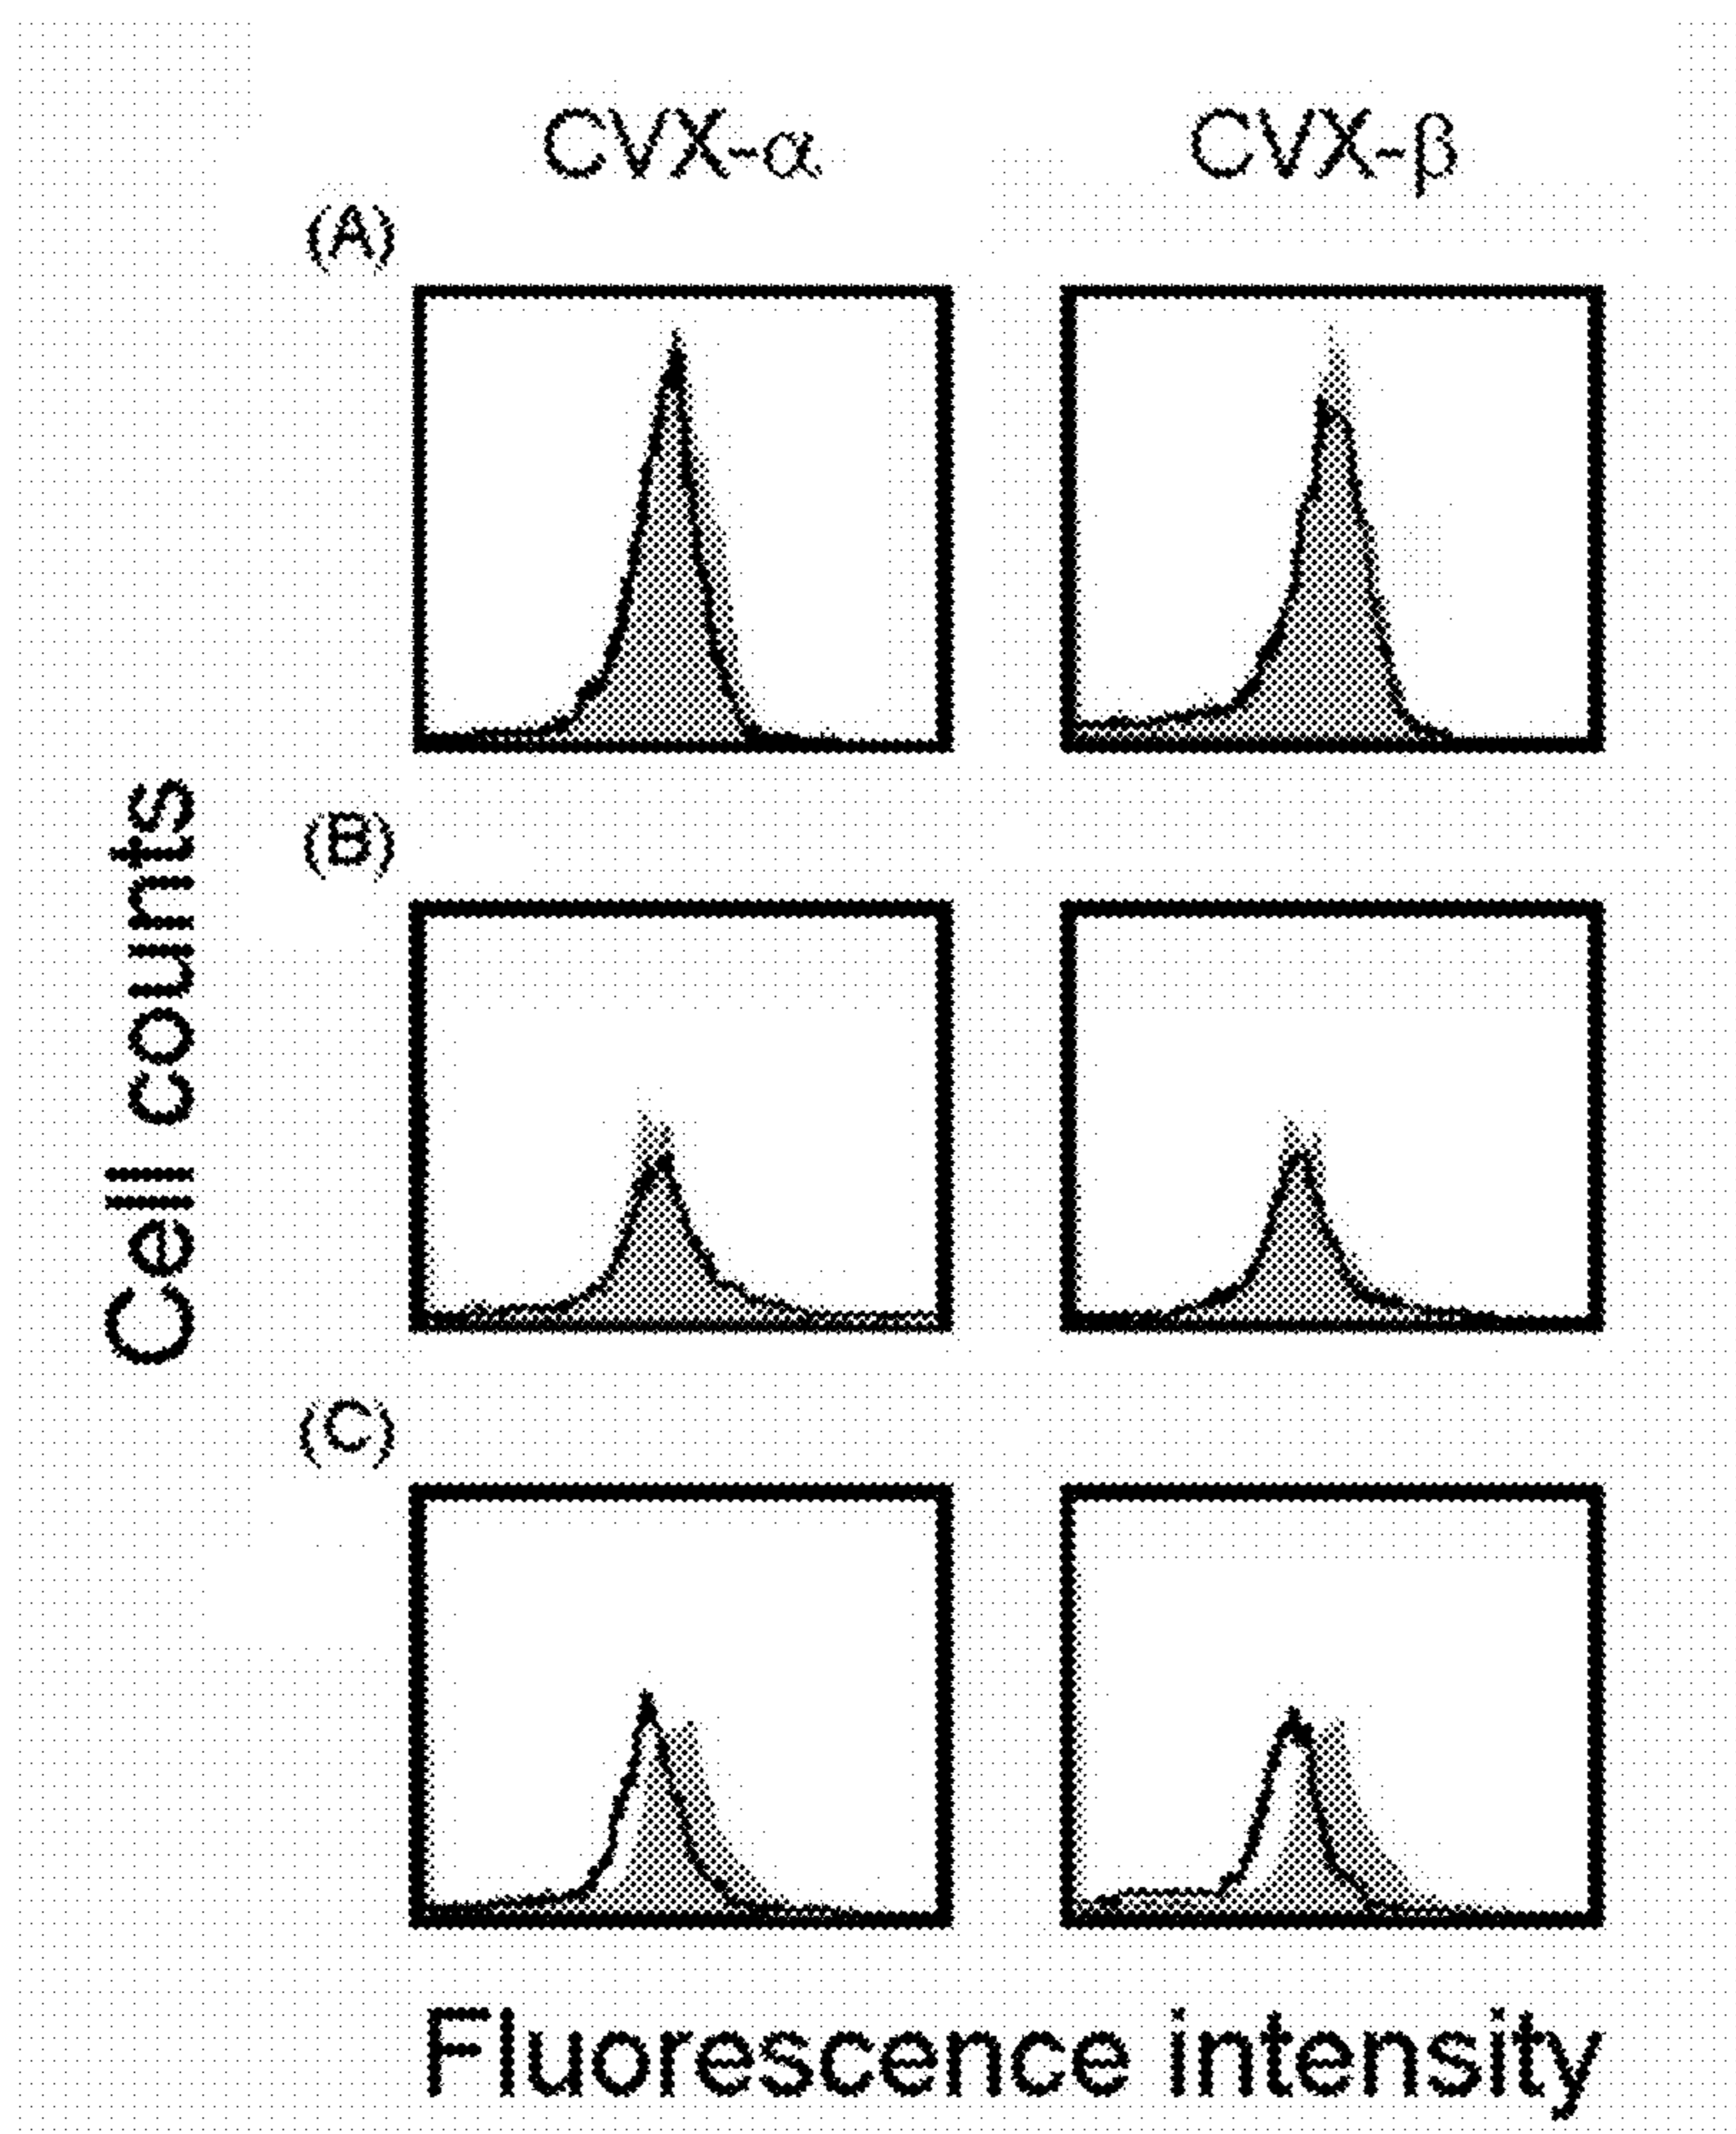 CVX-α CVX-β
(A)
(B)
(C)
Cell counts
Fluorescence intensity